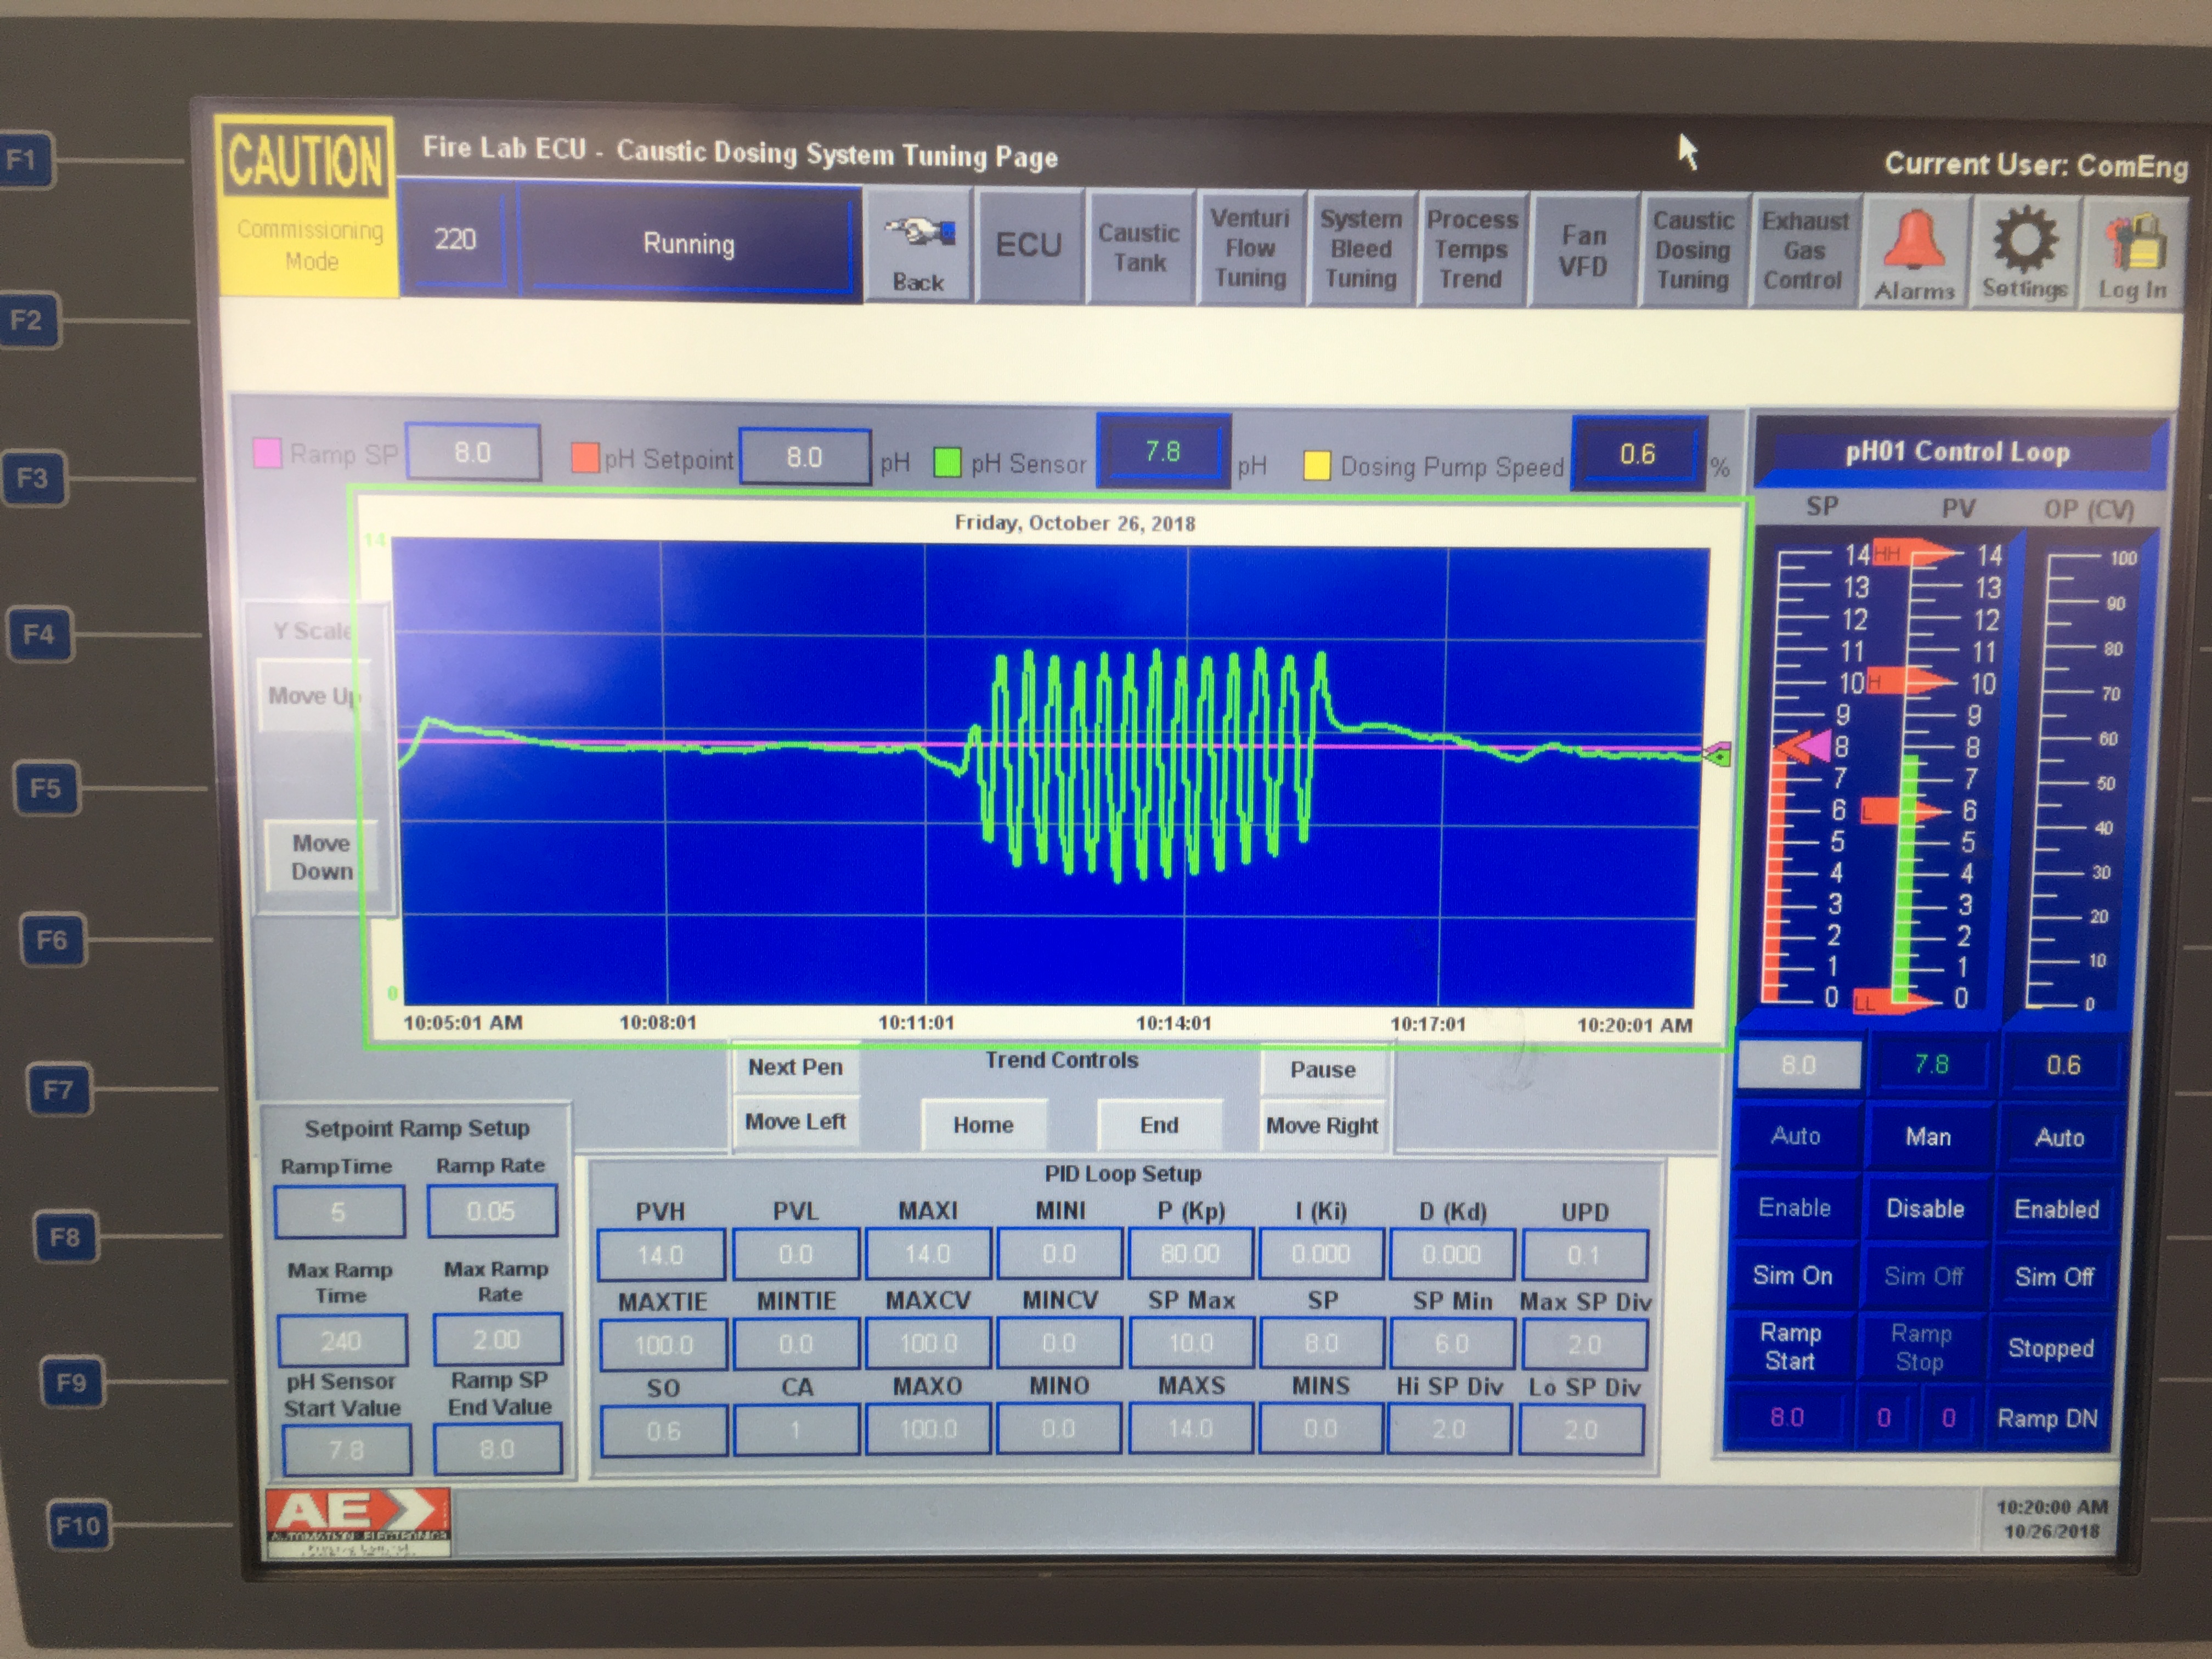 CAUTION
Commissioning
Mode
Fire Lab ECU - Caustic Dosing System Tuning Page
Current User: ComEng
220
Running
Back
ECU
Caustic
Tank
Venturi
Flow
Tuning
System
Bleed
Tuning
Process
Temps
Trend
Fan
VFD
Caustic
Dosing
Tuning
Exhaust
Gas
Control
Alarms
Settings
Log In
F1
F2
F3
F4
F5
F6
F7
F8
F9
F10
Ramp SP
8.0
pH Setpoint
8.0
pH
pH Sensor
7.8
pH
Dosing Pump Speed
0.6
%
Friday, October 26, 2018
14
0
Y Scale
Move Up
Move
Down
10:05:01 AM
10:08:01
10:11:01
10:14:01
10:17:01
10:20:01 AM
Next Pen
Trend Controls
Pause
Move Left
Home
End
Move Right
pH01 Control Loop
SP
PV
OP (CV)
14
13
12
11
10
9
8
7
6
5
4
3
2
1
0
HH
H
L
LL
14
13
12
11
10
9
8
7
6
5
4
3
2
1
0
100
90
80
70
60
50
40
30
20
10
0
8.0
7.8
0.6
Auto
Man
Auto
Enable
Disable
Enabled
Sim On
Sim Off
Sim Off
Ramp
Start
Ramp
Stop
Stopped
8.0
0
0
Ramp DN
Setpoint Ramp Setup
RampTime
Ramp Rate
5
0.05
Max Ramp
Time
Max Ramp
Rate
240
2.00
pH Sensor
Start Value
Ramp SP
End Value
7.8
8.0
PID Loop Setup
PVH
PVL
MAXI
MINI
P (Kp)
I (Ki)
D (Kd)
UPD
14.0
0.0
14.0
0.0
80.00
0.000
0.000
0.1
MAXTIE
MINTIE
MAXCV
MINCV
SP Max
SP
SP Min
Max SP Div
100.0
0.0
100.0
0.0
10.0
8.0
6.0
2.0
SO
CA
MAXO
MINO
MAXS
MINS
Hi SP Div
Lo SP Div
0.6
1
100.0
0.0
14.0
0.0
2.0
2.0
AE
AUTOMATION ELECTRONICS
10:20:00 AM
10/26/2018